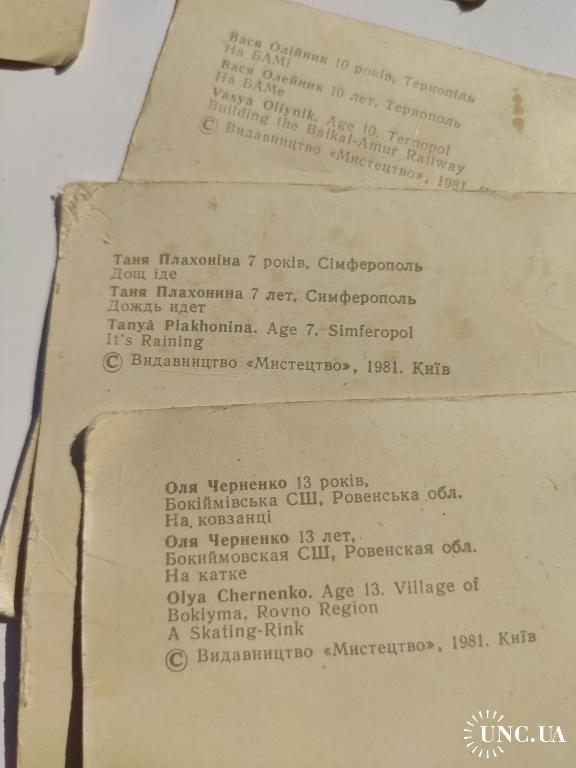 Вася Олійник 10 років, Тернопіль
На БАМі
Вася Олейник 10 лет, Тернополь
На БАМе
Vasya Oliynik. Age 10. Ternopol
Building the Baikal-Amur Railway
© Видавництво «Мистецтво», 1981.
Таня Плахоніна 7 років, Сімферополь
Дощ іде
Таня Плахонина 7 лет, Симферополь
Дождь идет
Tanya Plakhonina. Age 7. Simferopol
It's Raining
© Видавництво «Мистецтво», 1981. Київ
Оля Черненко 13 років,
Бокіймівська СШ, Ровенська обл.
На ковзанці
Оля Черненко 13 лет,
Бокиймовская СШ, Ровенская обл.
На катке
Olya Chernenko. Age 13. Village of
Bokiyma, Rovno Region
A Skating-Rink
© Видавництво «Мистецтво», 1981. Київ
UNC.UA